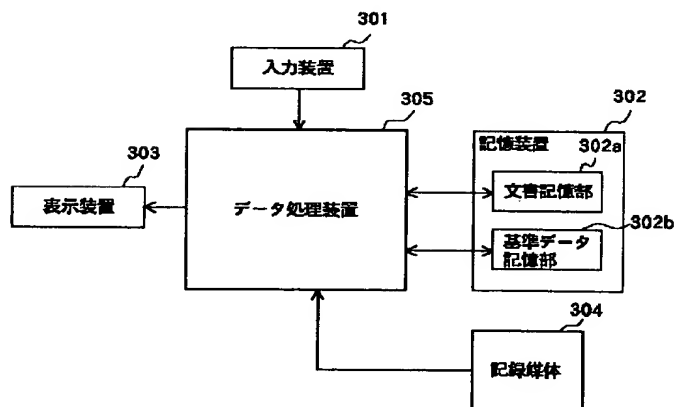 301
入力装置
305
302
記憶装置
302a
文書記憶部
302b
基準データ
記憶部
303
表示装置
データ処理装置
304
記録媒体